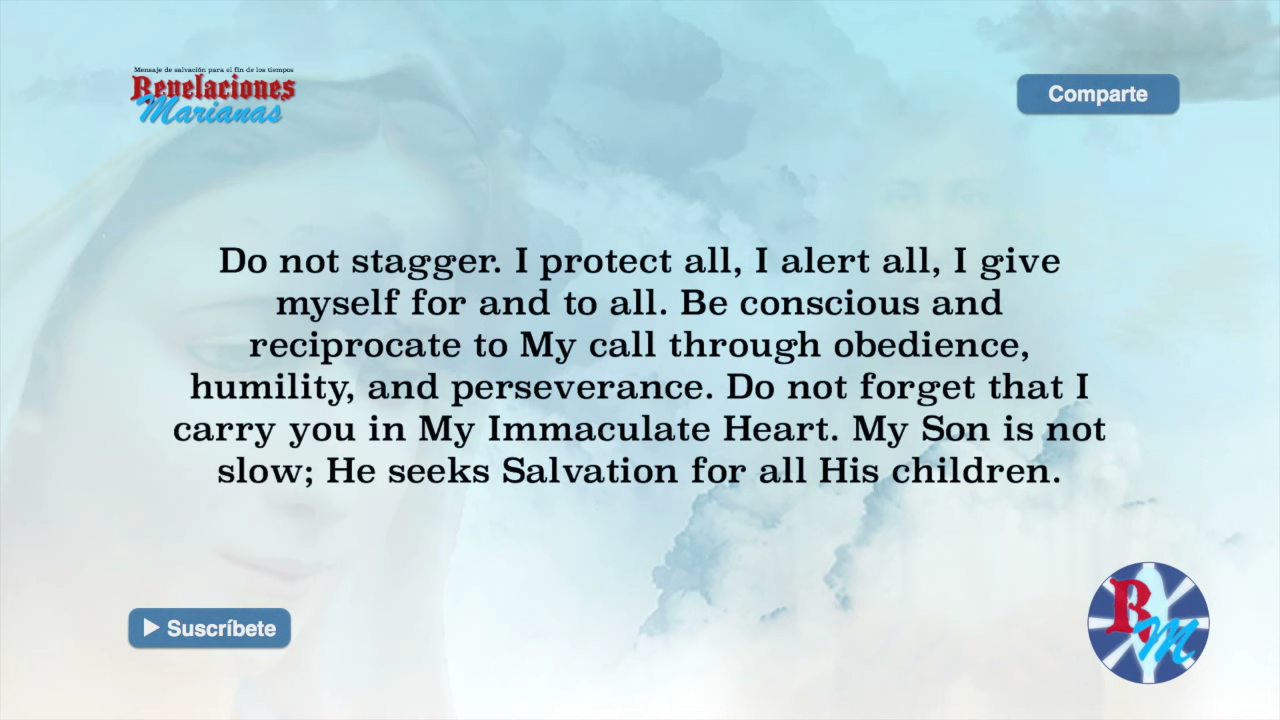 Mensaje de salvación para el fin de los tiempos
Revelaciones
Marianas
Comparte
Do not stagger. I protect all, I alert all, I give
myself for and to all. Be conscious and
reciprocate to My call through obedience,
humility, and perseverance. Do not forget that I
carry you in My Immaculate Heart. My Son is not
slow; He seeks Salvation for all His children.
Suscríbete
RM